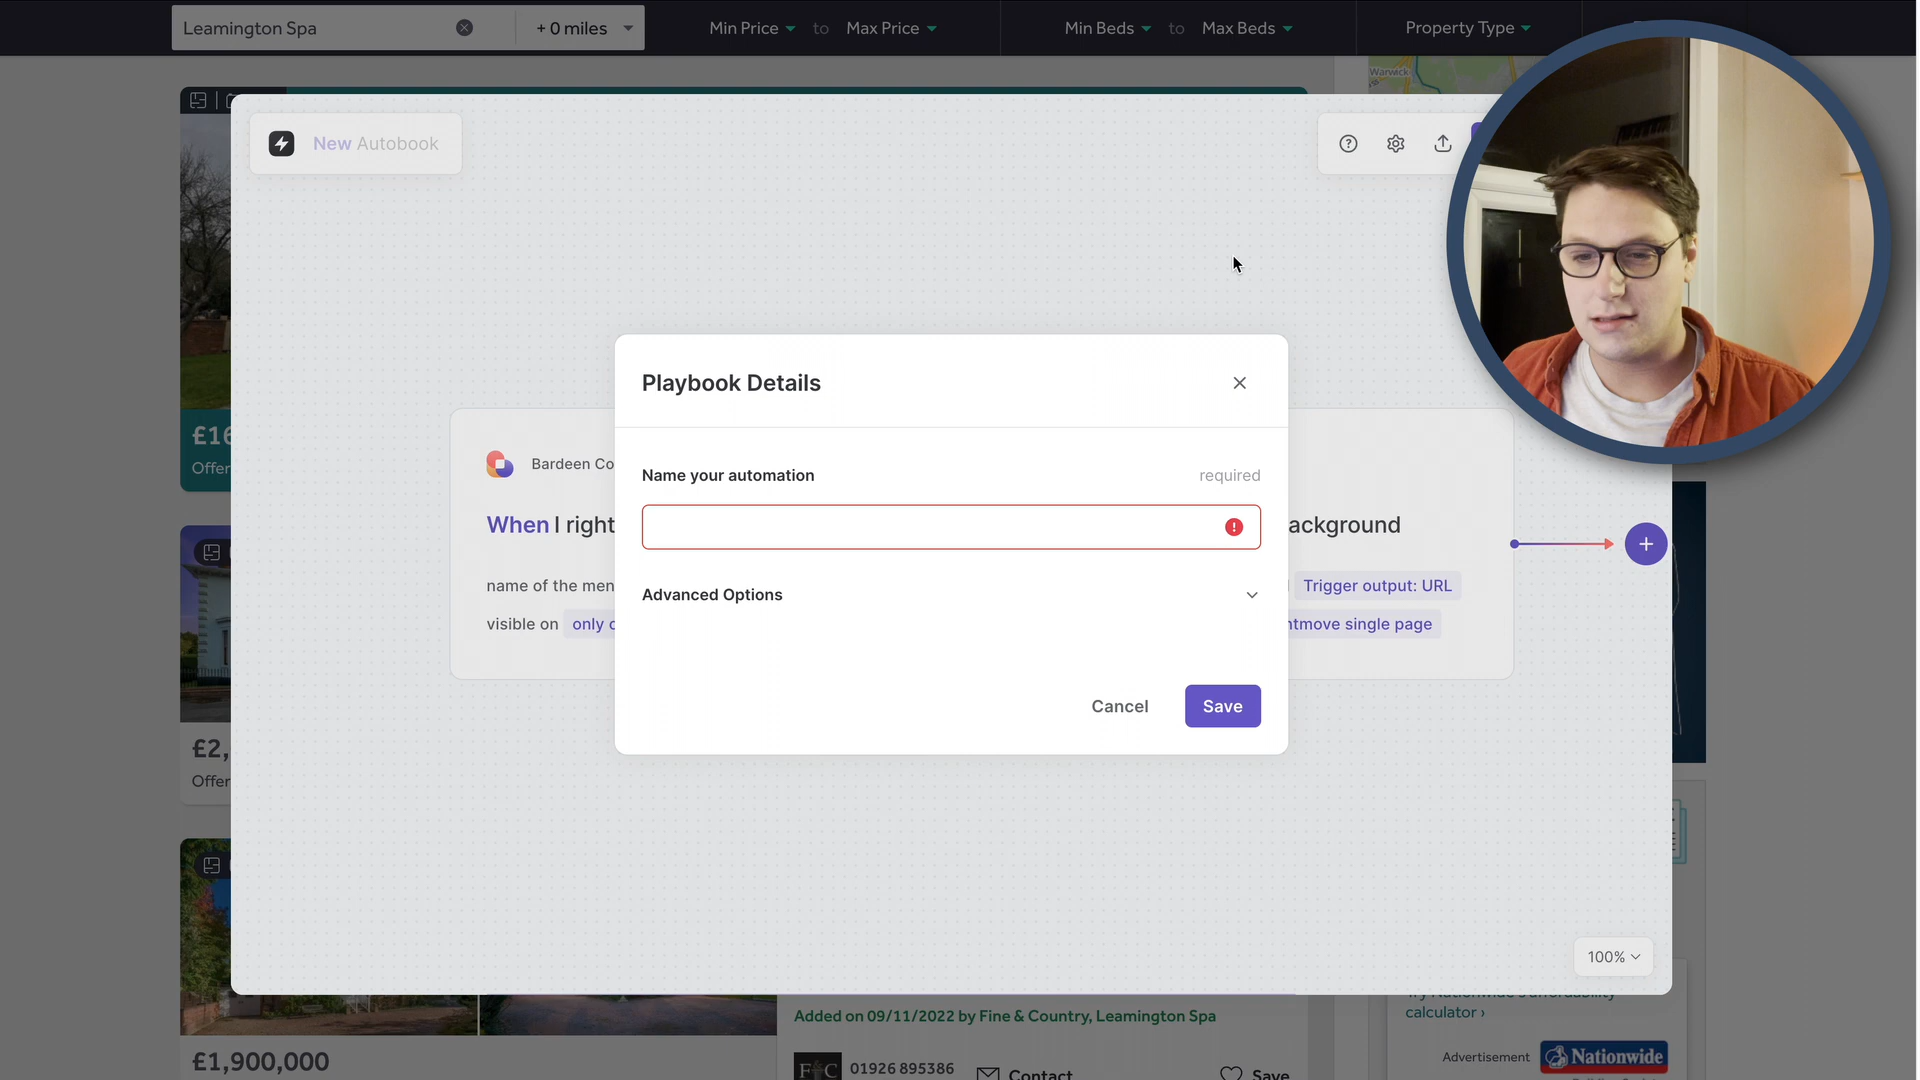 Leamington Spa
+ 0 miles
Min Price to Max Price
Min Beds to Max Beds
Property Type
Warwick
New Autobook
£16
Offer
Playbook Details
Name your automation required
Advanced Options
Cancel Save
Bardeen Co
When I right
ackground
name of the men
Trigger output: URL
visible on only
ntmove single page
£2,
Offer
100%
calculator ›
Added on 09/11/2022 by Fine & Country, Leamington Spa
Advertisement Nationwide
£1,900,000
F C 01926 895386 Contact Save